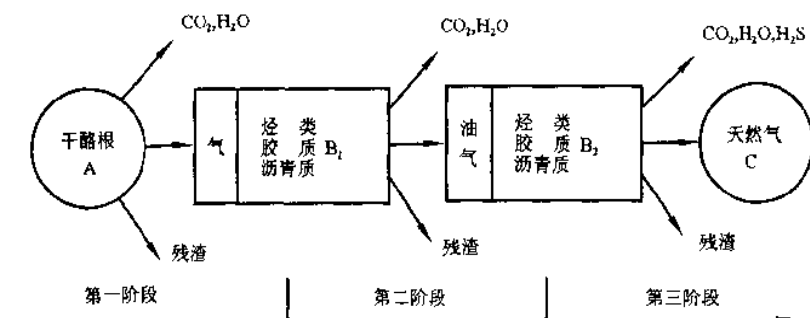 CO₂,H₂O
CO₂,H₂O
CO₂,H₂O,H₂S
干酪根
A
气
烃 类
胶 质 B₁
沥青质
油
气
烃 类
胶 质 B₂
沥青质
天然气
C
残渣
残渣
残渣
第一阶段
第二阶段
第三阶段